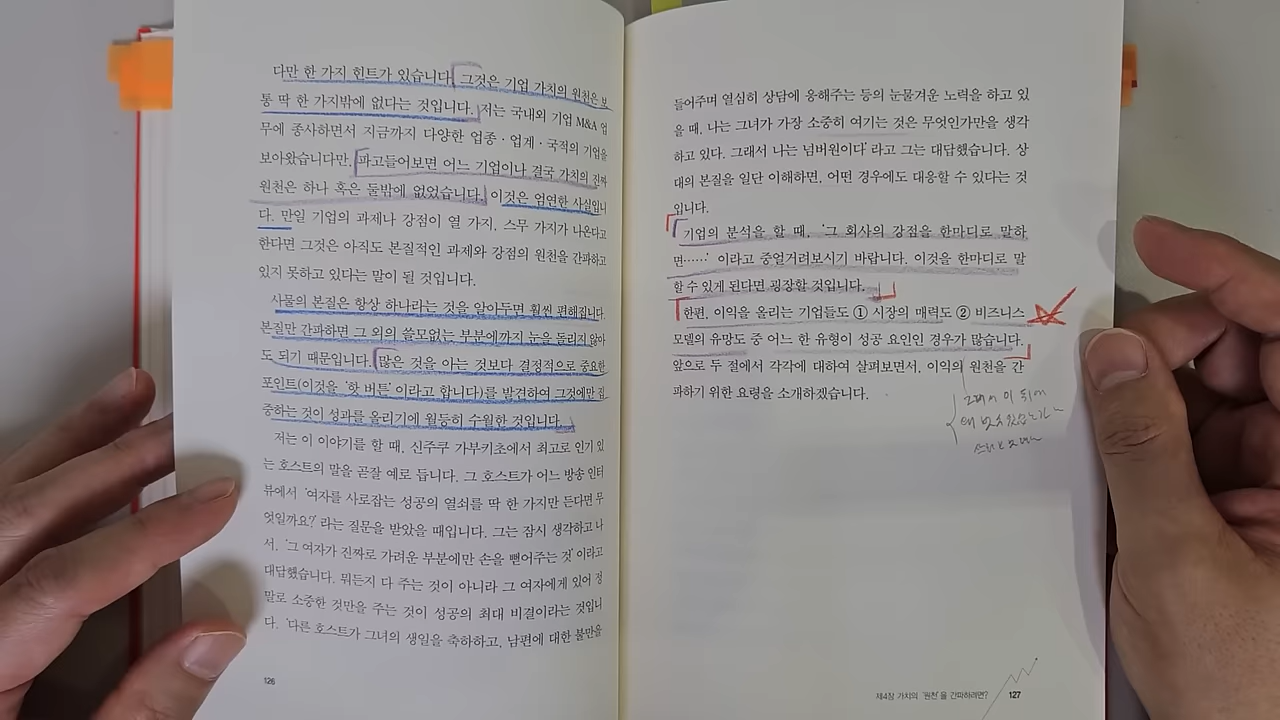 다만 한 가지 힌트가 있습니다. 그것은 기업 가치의 원천은 보
통 딱 한 가지밖에 없다는 것입니다. 저는 국내외 기업 M&A 업
무에 종사하면서 지금까지 다양한 업종·업계·국적의 기업을
보아왔습니다만, 파고들어보면 어느 기업이나 결국 가치의 진짜
원천은 하나 혹은 둘밖에 없었습니다. 이것은 엄연한 사실입니
다. 만일 기업의 과제나 강점이 열 가지, 스무 가지가 나온다고
한다면 그것은 아직도 본질적인 과제와 강점의 원천을 간파하고
있지 못하고 있다는 말이 될 것입니다.
사물의 본질은 항상 하나라는 것을 알아두면 훨씬 편해집니다.
본질만 간파하면 그 외의 쓸모없는 부분에까지 눈을 돌리지 않아
도 되기 때문입니다. 많은 것을 아는 것보다 결정적으로 중요한
포인트(이것을 ‘핫 버튼’이라고 합니다)를 발견하여 그것에만 집
중하는 것이 성과를 올리기에 월등히 수월한 것입니다.
저는 이 이야기를 할 때, 신주쿠 가부키초에서 최고로 인기 있
는 호스트의 말을 곧잘 예로 듭니다. 그 호스트가 어느 방송 인터
뷰에서 ‘여자를 사로잡는 성공의 열쇠를 딱 한 가지만 든다면 무
엇일까요?’ 라는 질문을 받았을 때입니다. 그는 잠시 생각하고 나
서, ‘그 여자가 진짜로 가려운 부분에만 손을 뻗어주는 것’이라고
대답했습니다. 뭐든지 다 주는 것이 아니라 그 여자에게 있어 정
말로 소중한 것만을 주는 것이 성공의 최대 비결이라는 것입니
다. ‘다른 호스트가 그녀의 생일을 축하하고, 남편에 대한 불만을
126
들어주며 열심히 상담에 응해주는 등의 눈물겨운 노력을 하고 있
을 때, 나는 그녀가 가장 소중히 여기는 것은 무엇인가만을 생각
하고 있다. 그래서 나는 넘버원이다’ 라고 그는 대답했습니다. 상
대의 본질을 일단 이해하면, 어떤 경우에도 대응할 수 있다는 것
입니다.
기업의 분석을 할 때, ‘그 회사의 강점을 한마디로 말하
면……’ 이라고 중얼거려보시기 바랍니다. 이것을 한마디로 말
할 수 있게 된다면 굉장할 것입니다.
한편, 이익을 올리는 기업들도 ① 시장의 매력도 ② 비즈니스
모델의 유망도 중 어느 한 유형이 성공 요인인 경우가 많습니다.
앞으로 두 절에서 각각에 대하여 살펴보면서, 이익의 원천을 간
파하기 위한 요령을 소개하겠습니다.
제4장 가치의 ‘원천’을 간파하려면? 127